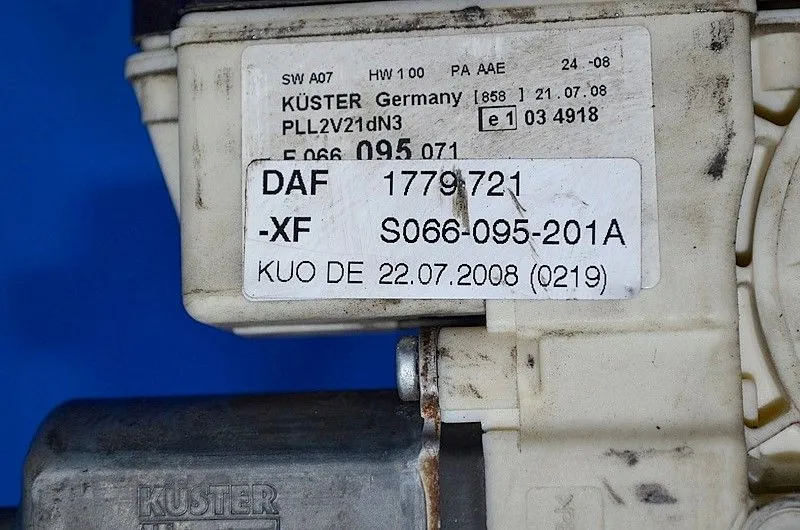 SW A07 HW 1 00 PA AAE 24 -08
KÜSTER Germany [858] 21.07.08
PLL2V21dN3 e1 03 4918
E 066 095 071
DAF 1779 721
-XF S066-095-201A
KUO DE 22.07.2008 (0219)
KÜSTER